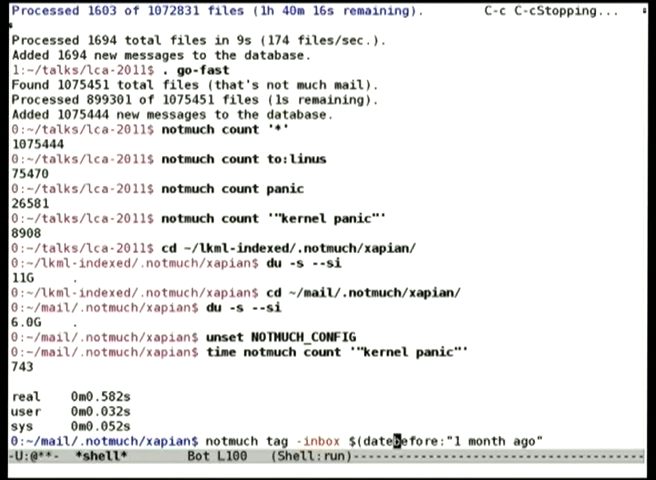 Processed 1603 of 1072831 files (1h 40m 16s remaining). C-c C-cStopping...
Processed 1694 total files in 9s (174 files/sec.).
Added 1694 new messages to the database.
1:~/talks/lca-2011$ . go-fast
Found 1075451 total files (that's not much mail).
Processed 899301 of 1075451 files (1s remaining).
Added 1075444 new messages to the database.
0:~/talks/lca-2011$ notmuch count '*'
1075444
0:~/talks/lca-2011$ notmuch count to:linus
75470
0:~/talks/lca-2011$ notmuch count panic
26581
0:~/talks/lca-2011$ notmuch count '"kernel panic"'
8908
0:~/talks/lca-2011$ cd ~/lkml-indexed/.notmuch/xapian/
0:~/lkml-indexed/.notmuch/xapian$ du -s --si
11G .
0:~/lkml-indexed/.notmuch/xapian$ cd ~/mail/.notmuch/xapian/
0:~/mail/.notmuch/xapian$ du -s --si
6.0G .
0:~/mail/.notmuch/xapian$ unset NOTMUCH_CONFIG
0:~/mail/.notmuch/xapian$ time notmuch count '"kernel panic"'
743
real 0m0.582s
user 0m0.032s
sys 0m0.052s
0:~/mail/.notmuch/xapian$ notmuch tag -inbox $(datebefore:"1 month ago"
-U:@**- *shell* Bot L100 (Shell:run)